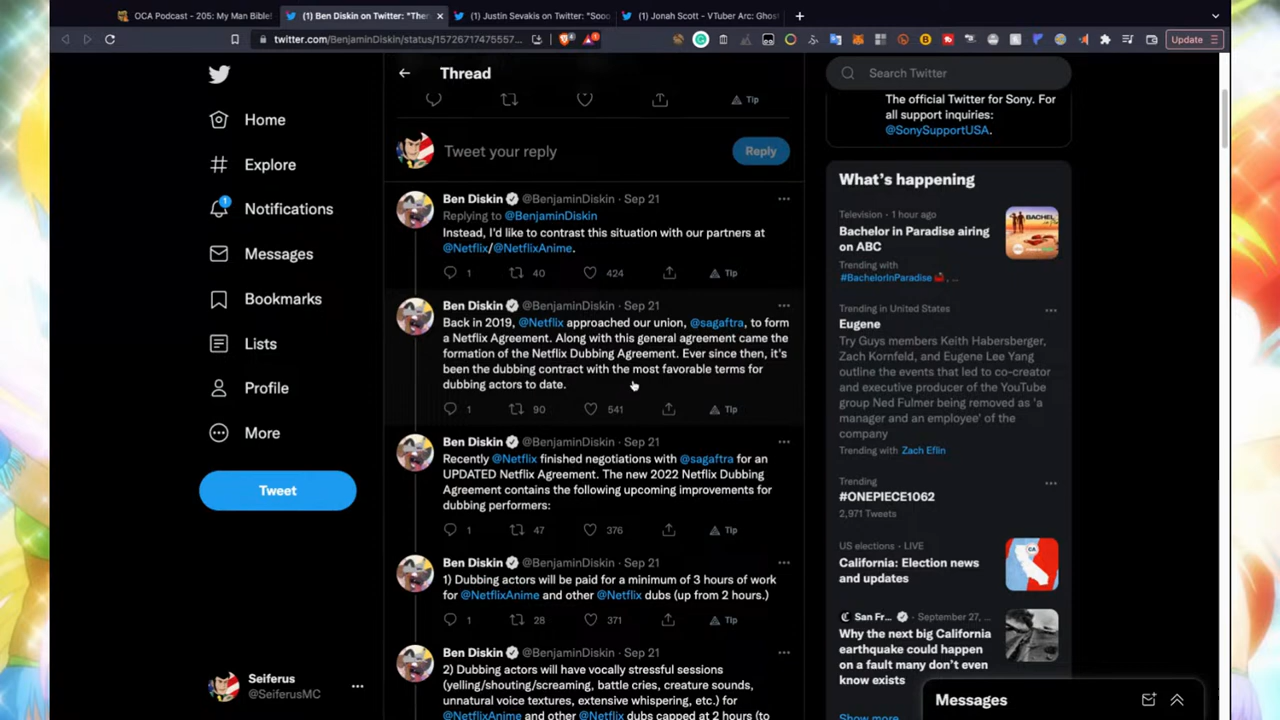 OCA Podcast - 205: My Man Bible!
(1) Ben Diskin on Twitter: "Ther
(1) Justin Sevakis on Twitter: "Sooo
(1) Jonah Scott - VTuber Arc: Ghost
twitter.com/BenjaminDiskin/status/15726717475557...
Update
Home
Explore
1
Notifications
Messages
Bookmarks
Lists
Profile
More
Tweet
Seiferus
@SeiferusMC
Thread
Tip
Tweet your reply
Reply
Ben Diskin @BenjaminDiskin · Sep 21
Replying to @BenjaminDiskin
Instead, I'd like to contrast this situation with our partners at
@Netflix/@NetflixAnime.
1 40 424 Tip
Ben Diskin @BenjaminDiskin · Sep 21
Back in 2019, @Netflix approached our union, @sagaftra, to form
a Netflix Agreement. Along with this general agreement came the
formation of the Netflix Dubbing Agreement. Ever since then, it's
been the dubbing contract with the most favorable terms for
dubbing actors to date.
1 90 541 Tip
Ben Diskin @BenjaminDiskin · Sep 21
Recently @Netflix finished negotiations with @sagaftra for an
UPDATED Netflix Agreement. The new 2022 Netflix Dubbing
Agreement contains the following upcoming improvements for
dubbing performers:
1 47 376 Tip
Ben Diskin @BenjaminDiskin · Sep 21
1) Dubbing actors will be paid for a minimum of 3 hours of work
for @NetflixAnime and other @Netflix dubs (up from 2 hours.)
1 28 371 Tip
Ben Diskin @BenjaminDiskin · Sep 21
2) Dubbing actors will have vocally stressful sessions
(yelling/shouting/screaming, battle cries, creature sounds,
unnatural voice textures, extensive whispering, etc.) for
@NetflixAnime and other @Netflix dubs capped at 2 hours (to
Search Twitter
The official Twitter for Sony. For
all support inquiries:
@SonySupportUSA.
What's happening
Television · 1 hour ago
Bachelor in Paradise airing
on ABC
Trending with
#BachelorInParadise , ...
BACHEL
Trending in United States
Eugene
Try Guys members Keith Habersberger,
Zach Kornfeld, and Eugene Lee Yang
outline the events that led to co-creator
and executive producer of the YouTube
group Ned Fulmer being removed as 'a
manager and an employee' of the
company
Trending with Zach Eflin
Trending
#ONEPIECE1062
2,971 Tweets
US elections · LIVE
California: Election news
and updates
San Fr... · September 27, ...
Why the next big California
earthquake could happen
on a fault many don't even
know exists
Show more
Messages